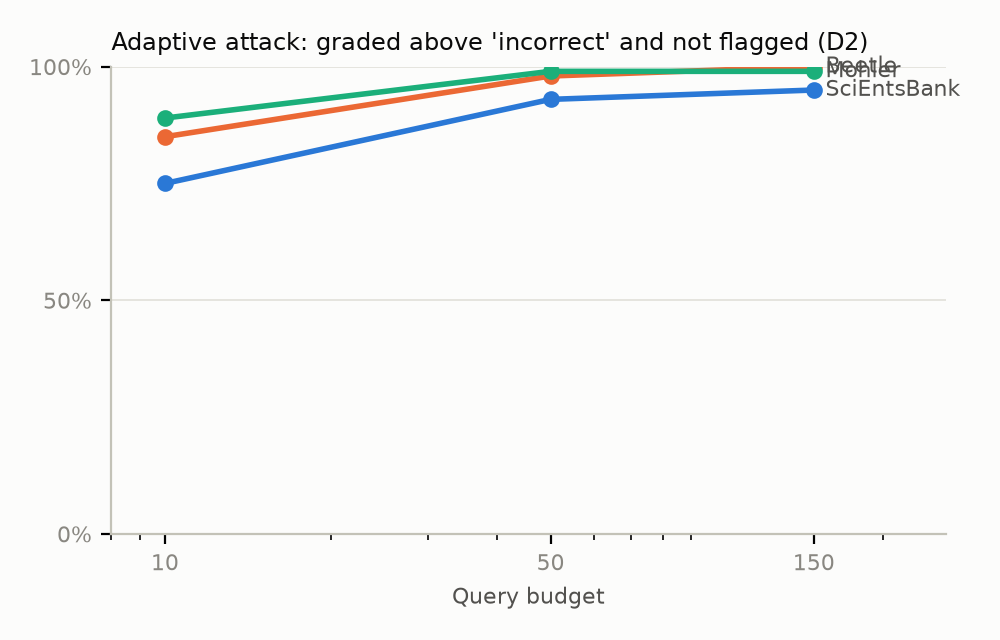 Adaptive attack: graded above 'incorrect' and not flagged (D2)
100%
Beetle
Mohler
SciEntsBank
50%
0%
10
50
150
Query budget